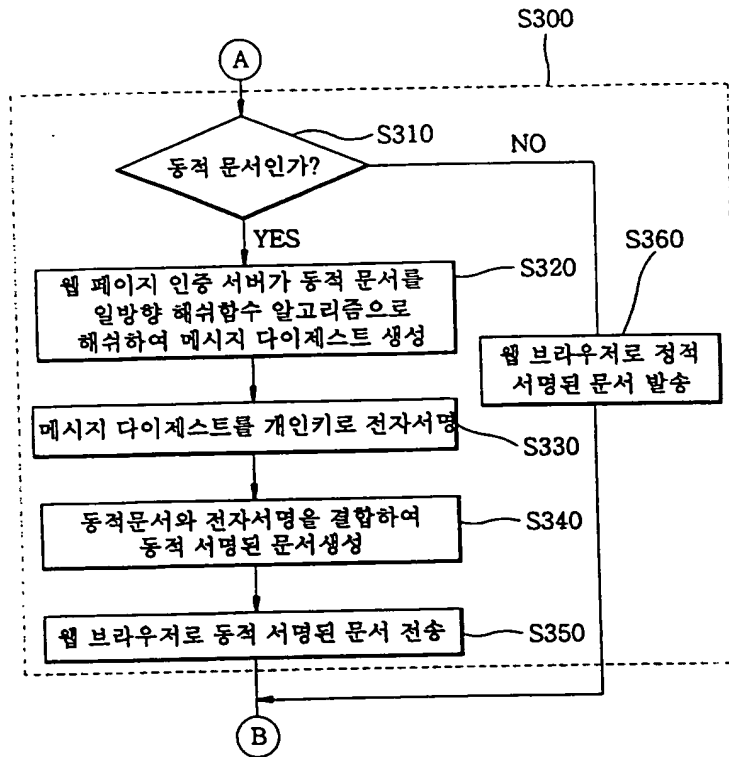 S300
A
S310
동적 문서인가?
NO
YES
S360
웹 페이지 인증 서버가 동적 문서를
일방향 해쉬함수 알고리즘으로
해쉬하여 메시지 다이제스트 생성
S320
웹 브라우저로 정적
서명된 문서 발송
메시지 다이제스트를 개인키로 전자서명
S330
동적문서와 전자서명을 결합하여
동적 서명된 문서생성
S340
웹 브라우저로 동적 서명된 문서 전송
S350
B